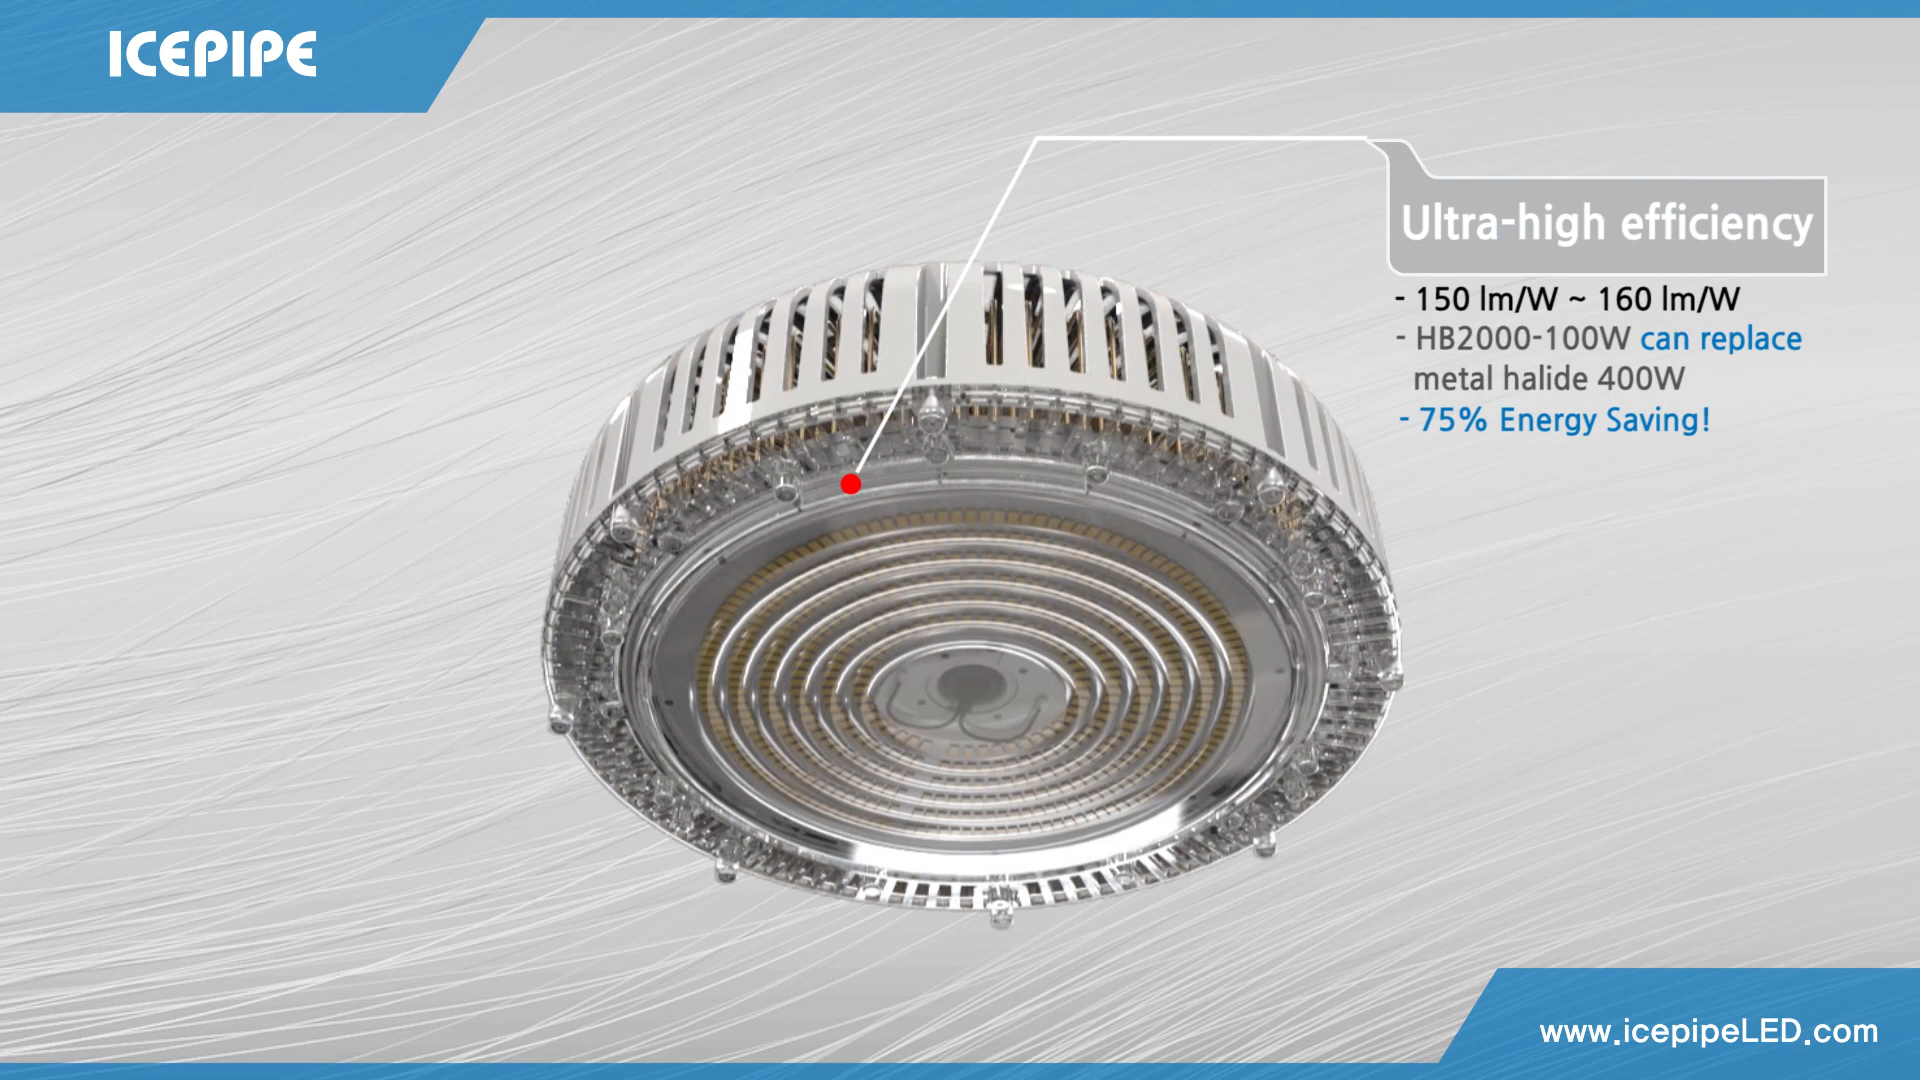 ICEPIPE
Ultra-high efficiency
- 150 lm/W ~ 160 lm/W
- HB2000-100W can replace
metal halide 400W
- 75% Energy Saving!
www.icepipeLED.com